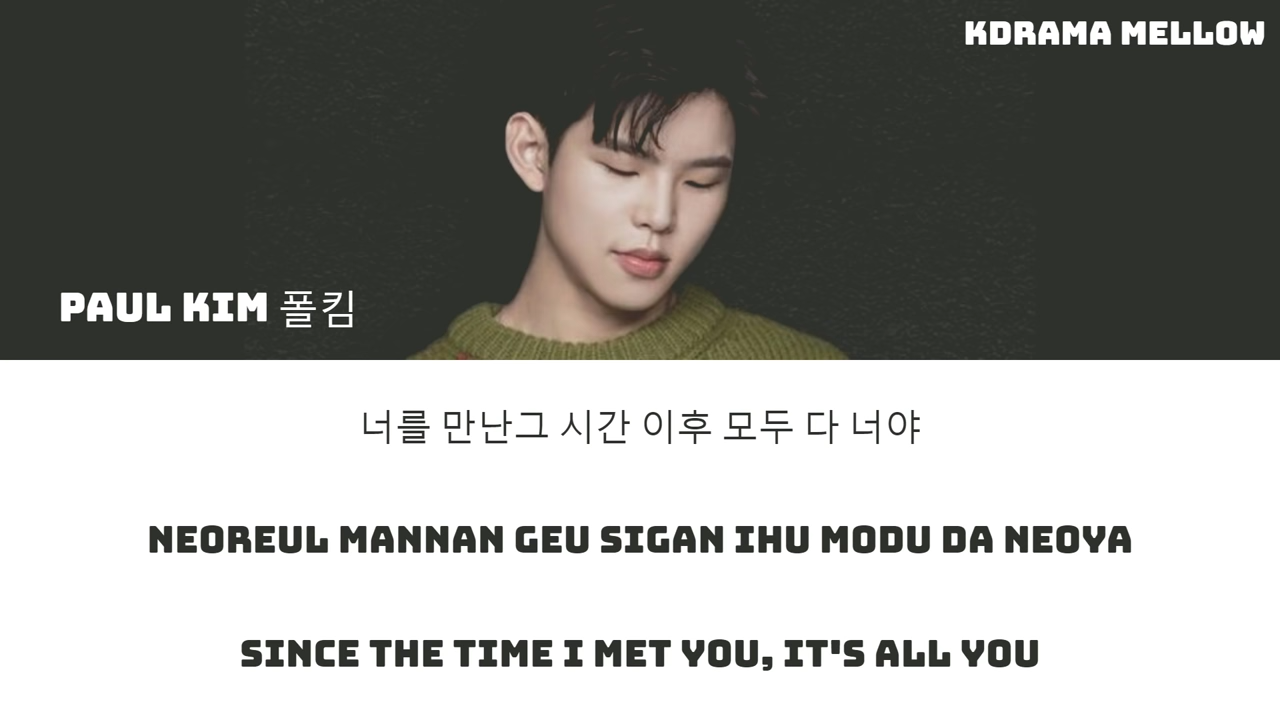 KDRAMA MELLOW
PAUL KIM 폴킴
너를 만난그 시간 이후 모두 다 너야
NEOREUL MANNAN GEU SIGAN IHU MODU DA NEOYA
SINCE THE TIME I MET YOU, IT'S ALL YOU